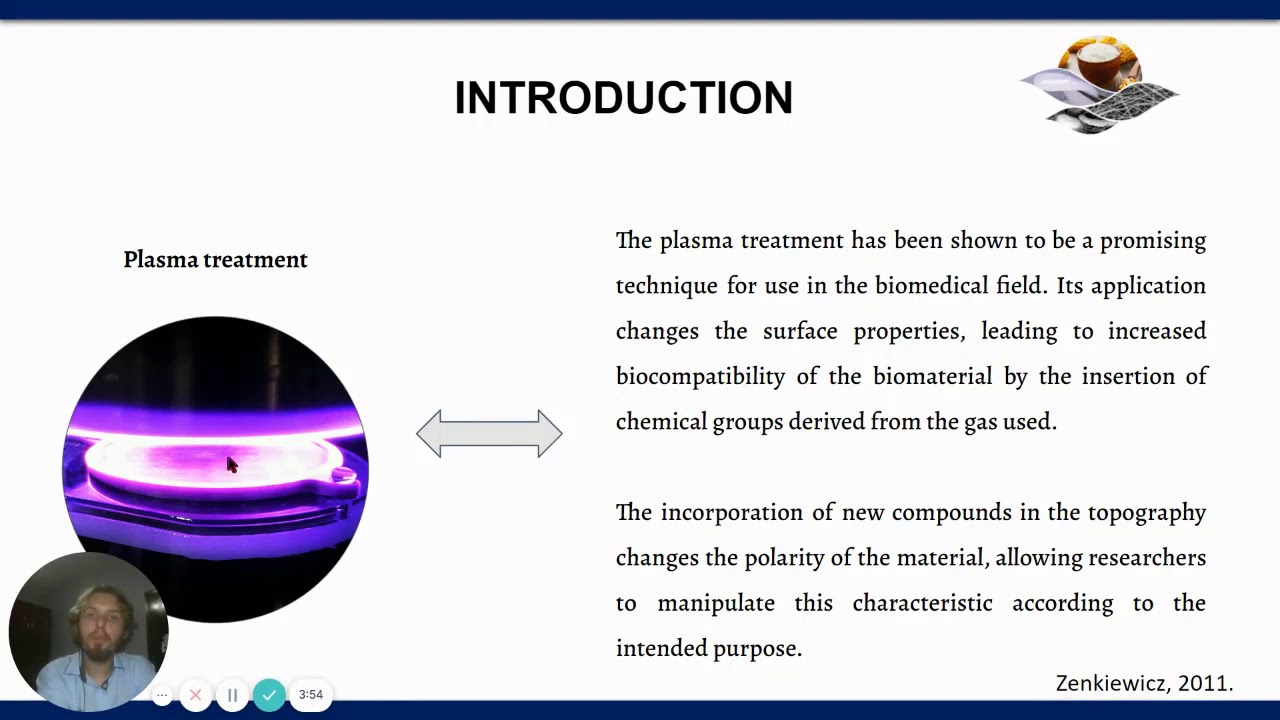 INTRODUCTION
Plasma treatment
The plasma treatment has been shown to be a promising
technique for use in the biomedical field. Its application
changes the surface properties, leading to increased
biocompatibility of the biomaterial by the insertion of
chemical groups derived from the gas used.
The incorporation of new compounds in the topography
changes the polarity of the material, allowing researchers
to manipulate this characteristic according to the
intended purpose.
Zenkiewicz, 2011.
3:54